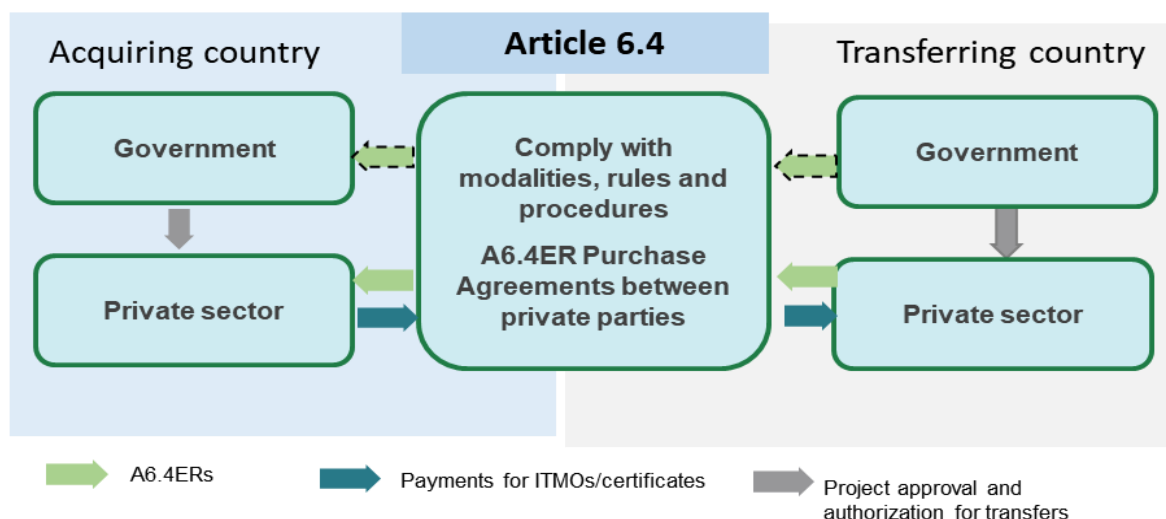 Acquiring country
Article 6.4
Transferring country
Government
Comply with
modalities, rules and
procedures
Government
Private sector
A6.4ER Purchase
Agreements between
private parties
Private sector
A6.4ERs
Payments for ITMOs/certificates
Project approval and
authorization for transfers